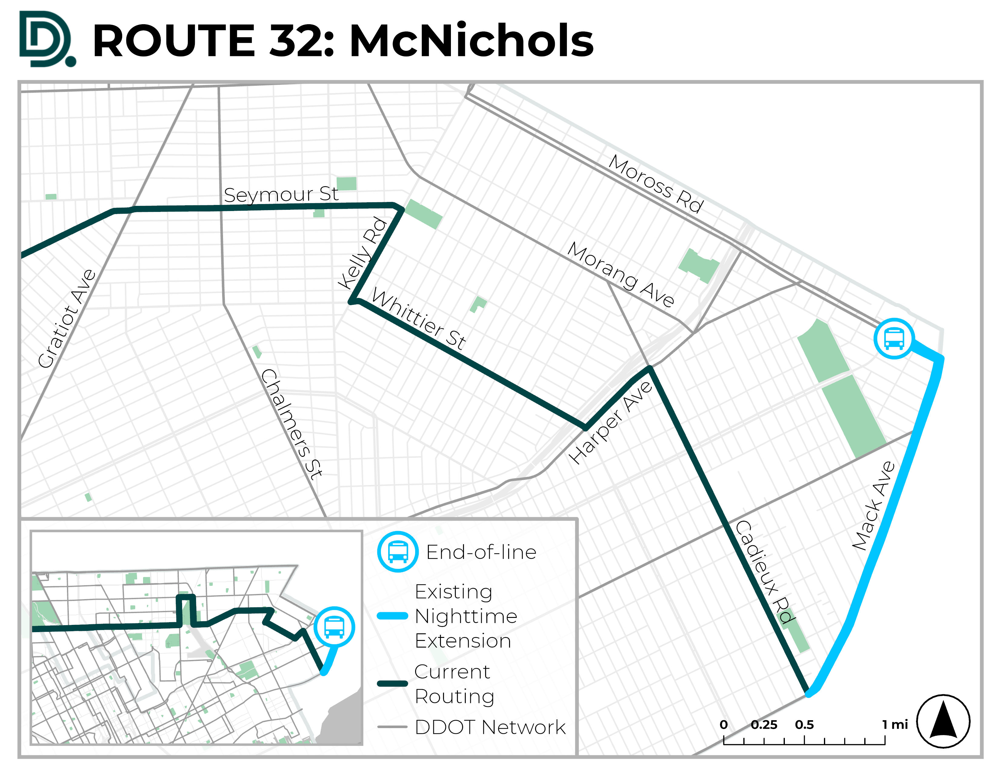 ROUTE 32: McNichols
Moross Rd
Seymour St
Kelly Rd
Morang Ave
Gratiot Ave
Whittier St
Chalmers St
Harper Ave
Mack Ave
Cadieux Rd
End-of-line
Existing
Nighttime
Extension
Current
Routing
DDOT Network
0 0.25 0.5 1 mi